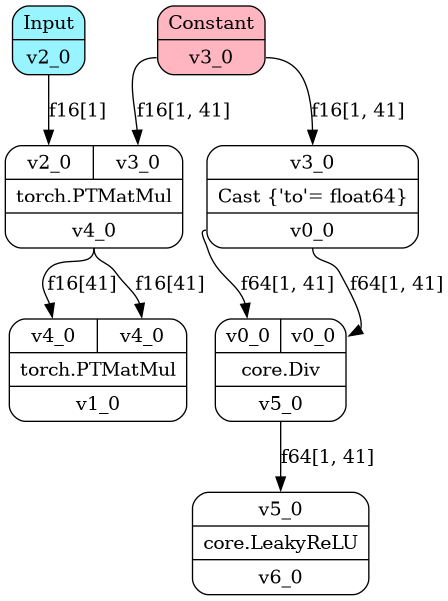 Input
v2_0
Constant
v3_0
f16[1]
f16[1, 41]
f16[1, 41]
v2_0 v3_0
torch.PTMatMul
v4_0
v3_0
Cast {'to'= float64}
v0_0
f16[41]
f16[41]
f64[1, 41]
f64[1, 41]
v4_0 v4_0
torch.PTMatMul
v1_0
v0_0 v0_0
core.Div
v5_0
f64[1, 41]
v5_0
core.LeakyReLU
v6_0